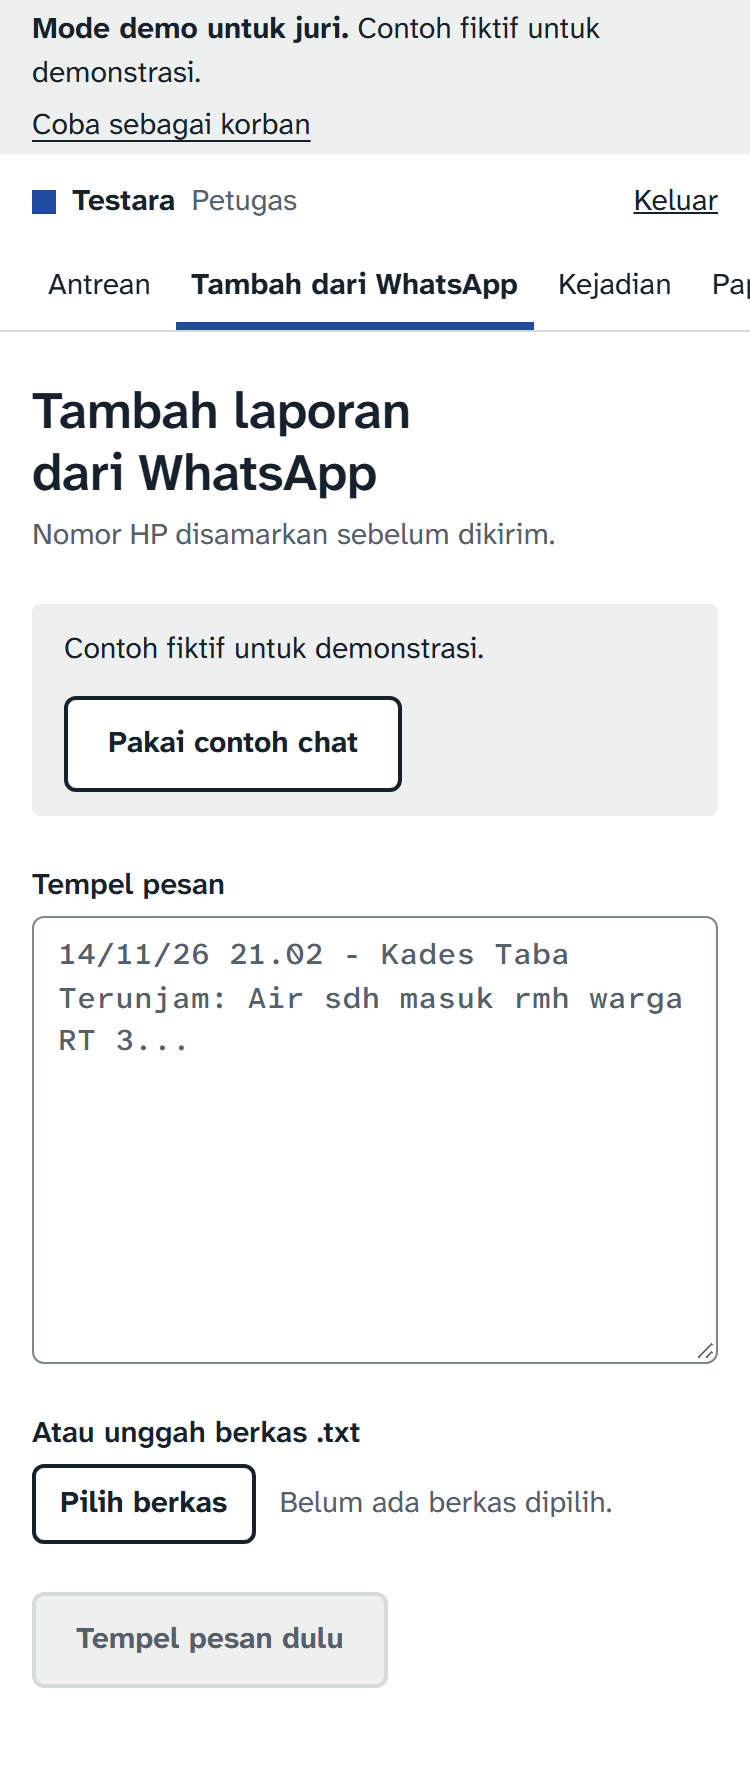 Mode demo untuk juri. Contoh fiktif untuk
demonstrasi.
Coba sebagai korban
Testara Petugas Keluar
Antrean Tambah dari WhatsApp Kejadian Pap
Tambah laporan
dari WhatsApp
Nomor HP disamarkan sebelum dikirim.
Contoh fiktif untuk demonstrasi.
Pakai contoh chat
Tempel pesan
14/11/26 21.02 - Kades Taba
Terunjam: Air sdh masuk rmh warga
RT 3...
Atau unggah berkas .txt
Pilih berkas Belum ada berkas dipilih.
Tempel pesan dulu